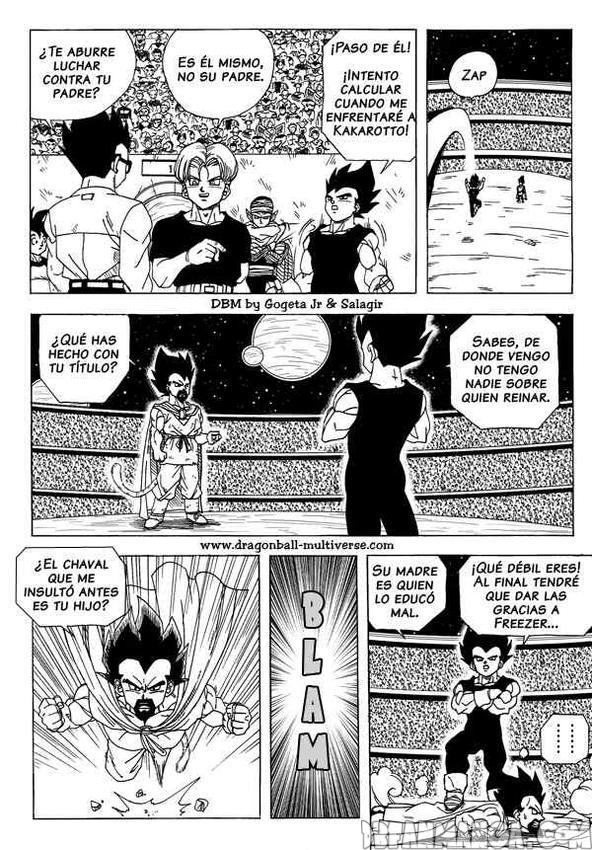 ¿TE ABURRE
LUCHAR
CONTRA TU
PADRE?
ES ÉL MISMO,
NO SU PADRE.
¡PASO DE ÉL!
¡INTENTO
CALCULAR
CUANDO ME
ENFRENTARÉ A
KAKAROTTO!
ZAP
DBM by Gogeta Jr & Salagir
¿QUÉ HAS
HECHO CON
TU TÍTULO?
SABES, DE
DONDE VENGO
NO TENGO
NADIE SOBRE
QUIEN REINAR.
www.dragonball-multiverse.com
¿EL CHAVAL
QUE ME
INSULTÓ ANTES
ES TU HIJO?
BLAM
SU MADRE
ES QUIEN
LO EDUCÓ
MAL.
¡QUÉ DÉBIL ERES!
AL FINAL TENDRÉ
QUE DAR LAS
GRACIAS A
FREEZER...
......